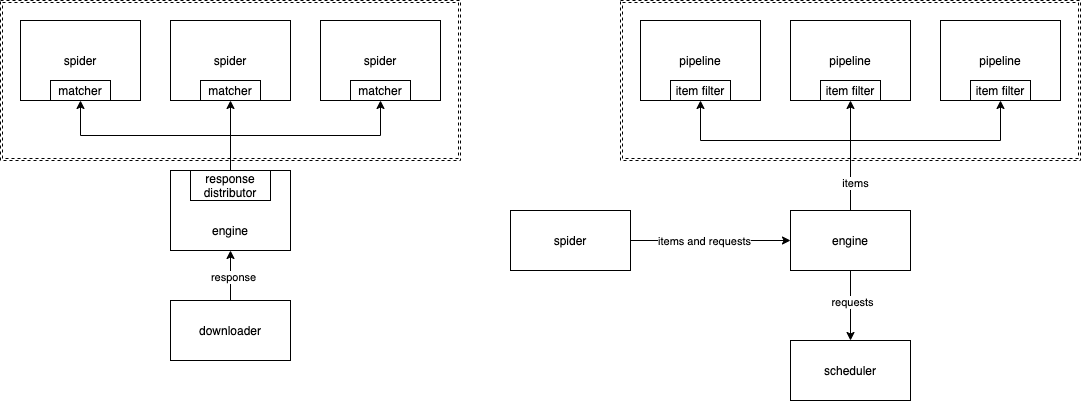 spider
matcher
spider
matcher
spider
matcher
response
distributor
engine
response
downloader
pipeline
item filter
pipeline
item filter
pipeline
item filter
items
spider
items and requests
engine
requests
scheduler